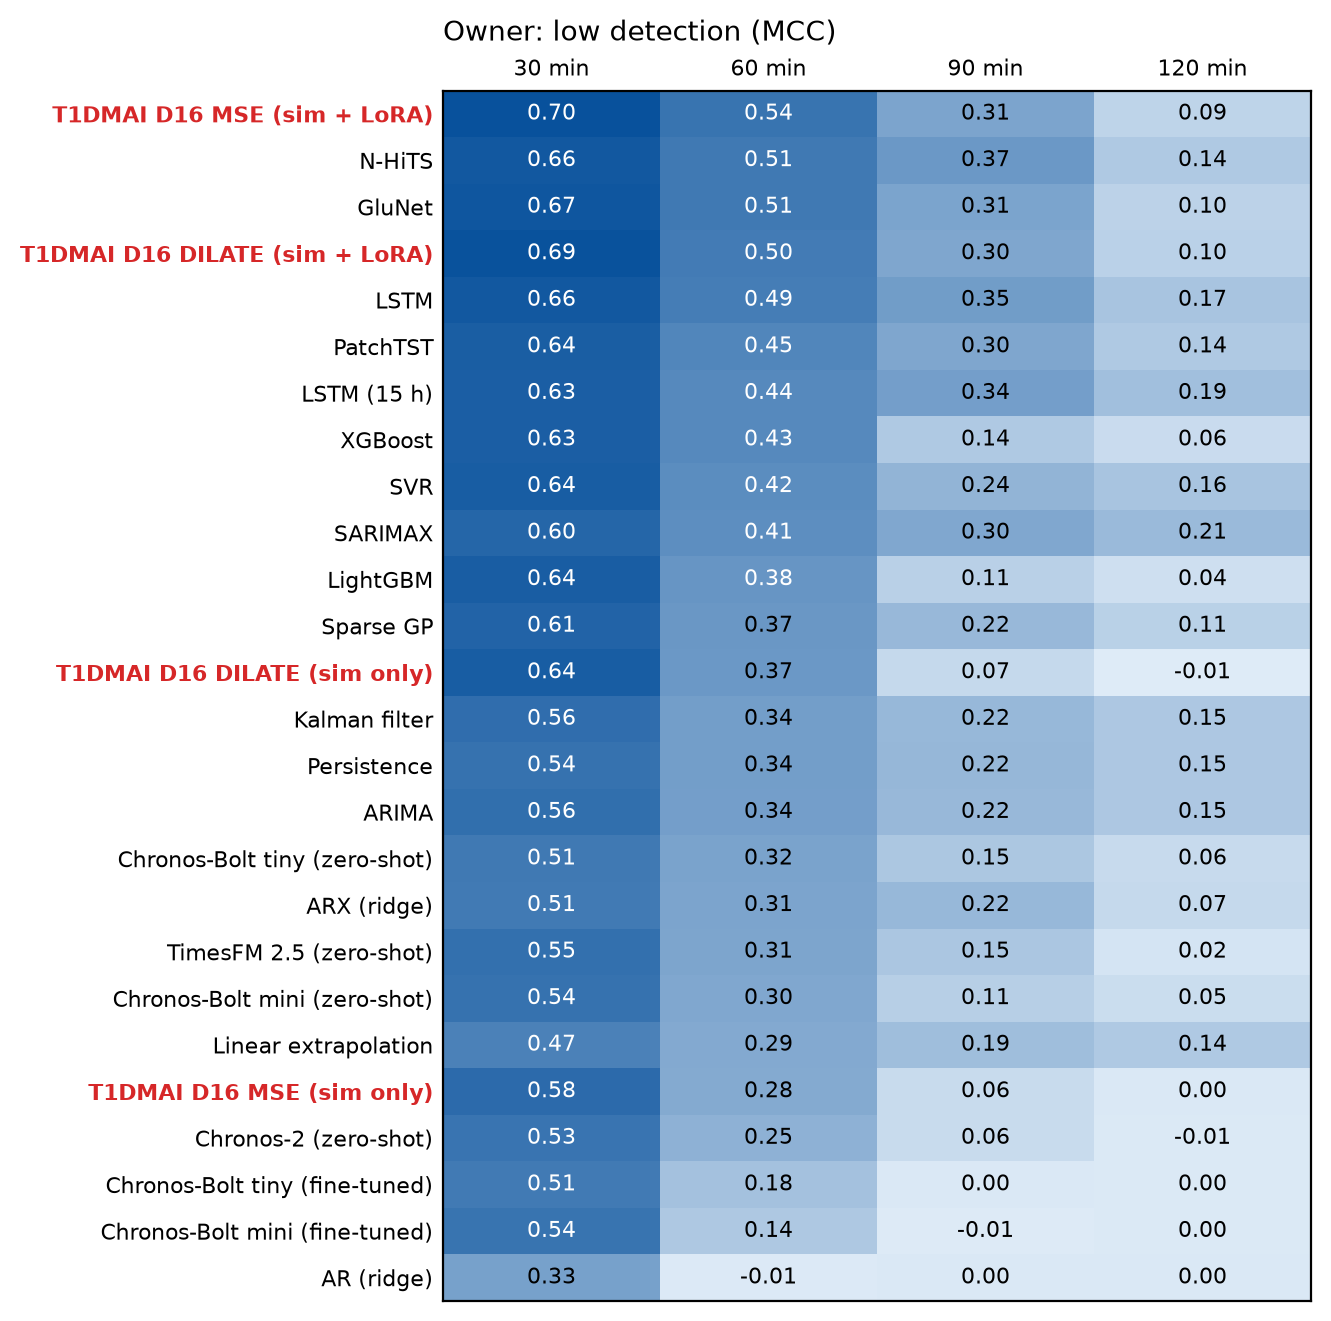 Owner: low detection (MCC)
30 min 60 min 90 min 120 min
T1DMAI D16 MSE (sim + LoRA) 0.70 0.54 0.31 0.09
N-HiTS 0.66 0.51 0.37 0.14
GluNet 0.67 0.51 0.31 0.10
T1DMAI D16 DILATE (sim + LoRA) 0.69 0.50 0.30 0.10
LSTM 0.66 0.49 0.35 0.17
PatchTST 0.64 0.45 0.30 0.14
LSTM (15 h) 0.63 0.44 0.34 0.19
XGBoost 0.63 0.43 0.14 0.06
SVR 0.64 0.42 0.24 0.16
SARIMAX 0.60 0.41 0.30 0.21
LightGBM 0.64 0.38 0.11 0.04
Sparse GP 0.61 0.37 0.22 0.11
T1DMAI D16 DILATE (sim only) 0.64 0.37 0.07 -0.01
Kalman filter 0.56 0.34 0.22 0.15
Persistence 0.54 0.34 0.22 0.15
ARIMA 0.56 0.34 0.22 0.15
Chronos-Bolt tiny (zero-shot) 0.51 0.32 0.15 0.06
ARX (ridge) 0.51 0.31 0.22 0.07
TimesFM 2.5 (zero-shot) 0.55 0.31 0.15 0.02
Chronos-Bolt mini (zero-shot) 0.54 0.30 0.11 0.05
Linear extrapolation 0.47 0.29 0.19 0.14
T1DMAI D16 MSE (sim only) 0.58 0.28 0.06 0.00
Chronos-2 (zero-shot) 0.53 0.25 0.06 -0.01
Chronos-Bolt tiny (fine-tuned) 0.51 0.18 0.00 0.00
Chronos-Bolt mini (fine-tuned) 0.54 0.14 -0.01 0.00
AR (ridge) 0.33 -0.01 0.00 0.00